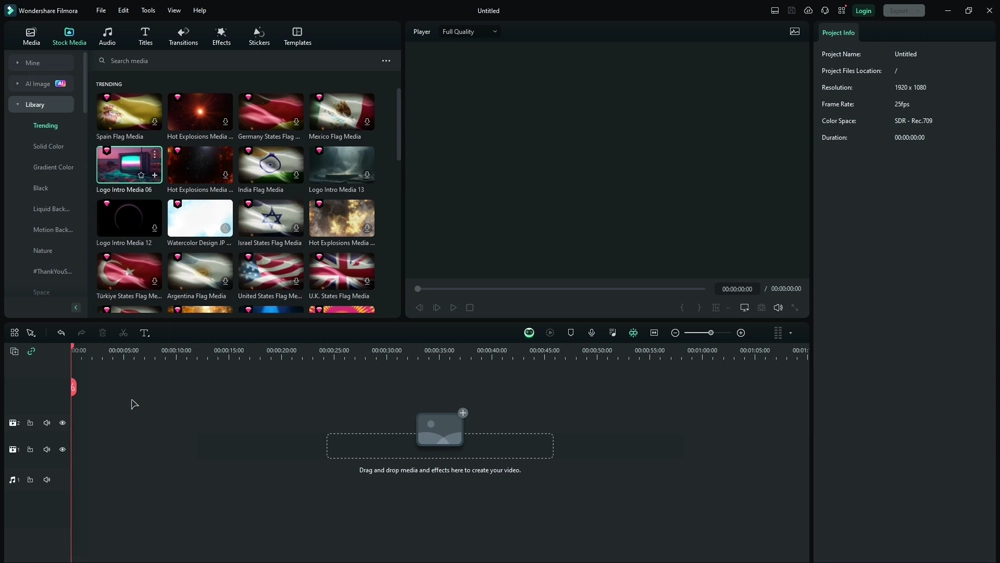 Wondershare Filmora
File
Edit
Tools
View
Help
Untitled
Login
Export
Media
Stock Media
Audio
Titles
Transitions
Effects
Stickers
Templates
Player
Full Quality
Project Info
Mine
AI Image
AI
Library
Trending
Solid Color
Gradient Color
Black
Liquid Back...
Motion Back...
Nature
#ThankYouS...
Space
Search media
TRENDING
Spain Flag Media
Hot Explosions Media ...
Germany States Flag ...
Mexico Flag Media
Logo Intro Media 06
Hot Explosions Media ...
India Flag Media
Logo Intro Media 13
Logo Intro Media 12
Watercolor Design JP ...
Israel States Flag Media
Hot Explosions Media ...
Türkiye States Flag Me...
Argentina Flag Media
United States Flag Me...
U.K. States Flag Media
Project Name: Untitled
Project Files Location: /
Resolution: 1920 x 1080
Frame Rate: 25fps
Color Space: SDR - Rec.709
Duration: 00:00:00:00
00:00:00:00 / 00:00:00:00
:00:00 00:00:05:00 00:00:10:00 00:00:15:00 00:00:20:00 00:00:25:00 00:00:30:00 00:00:35:00 00:00:40:00 00:00:45:00 00:00:50:00 00:00:55:00 00:01:00:00 00:01:05:00 00:01:
2
1
1
Drag and drop media and effects here to create your video.